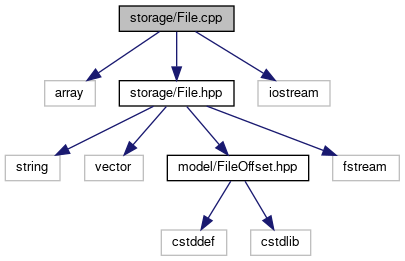 storage/File.cpp
array
storage/File.hpp
iostream
string
vector
model/FileOffset.hpp
fstream
cstddef
cstdlib